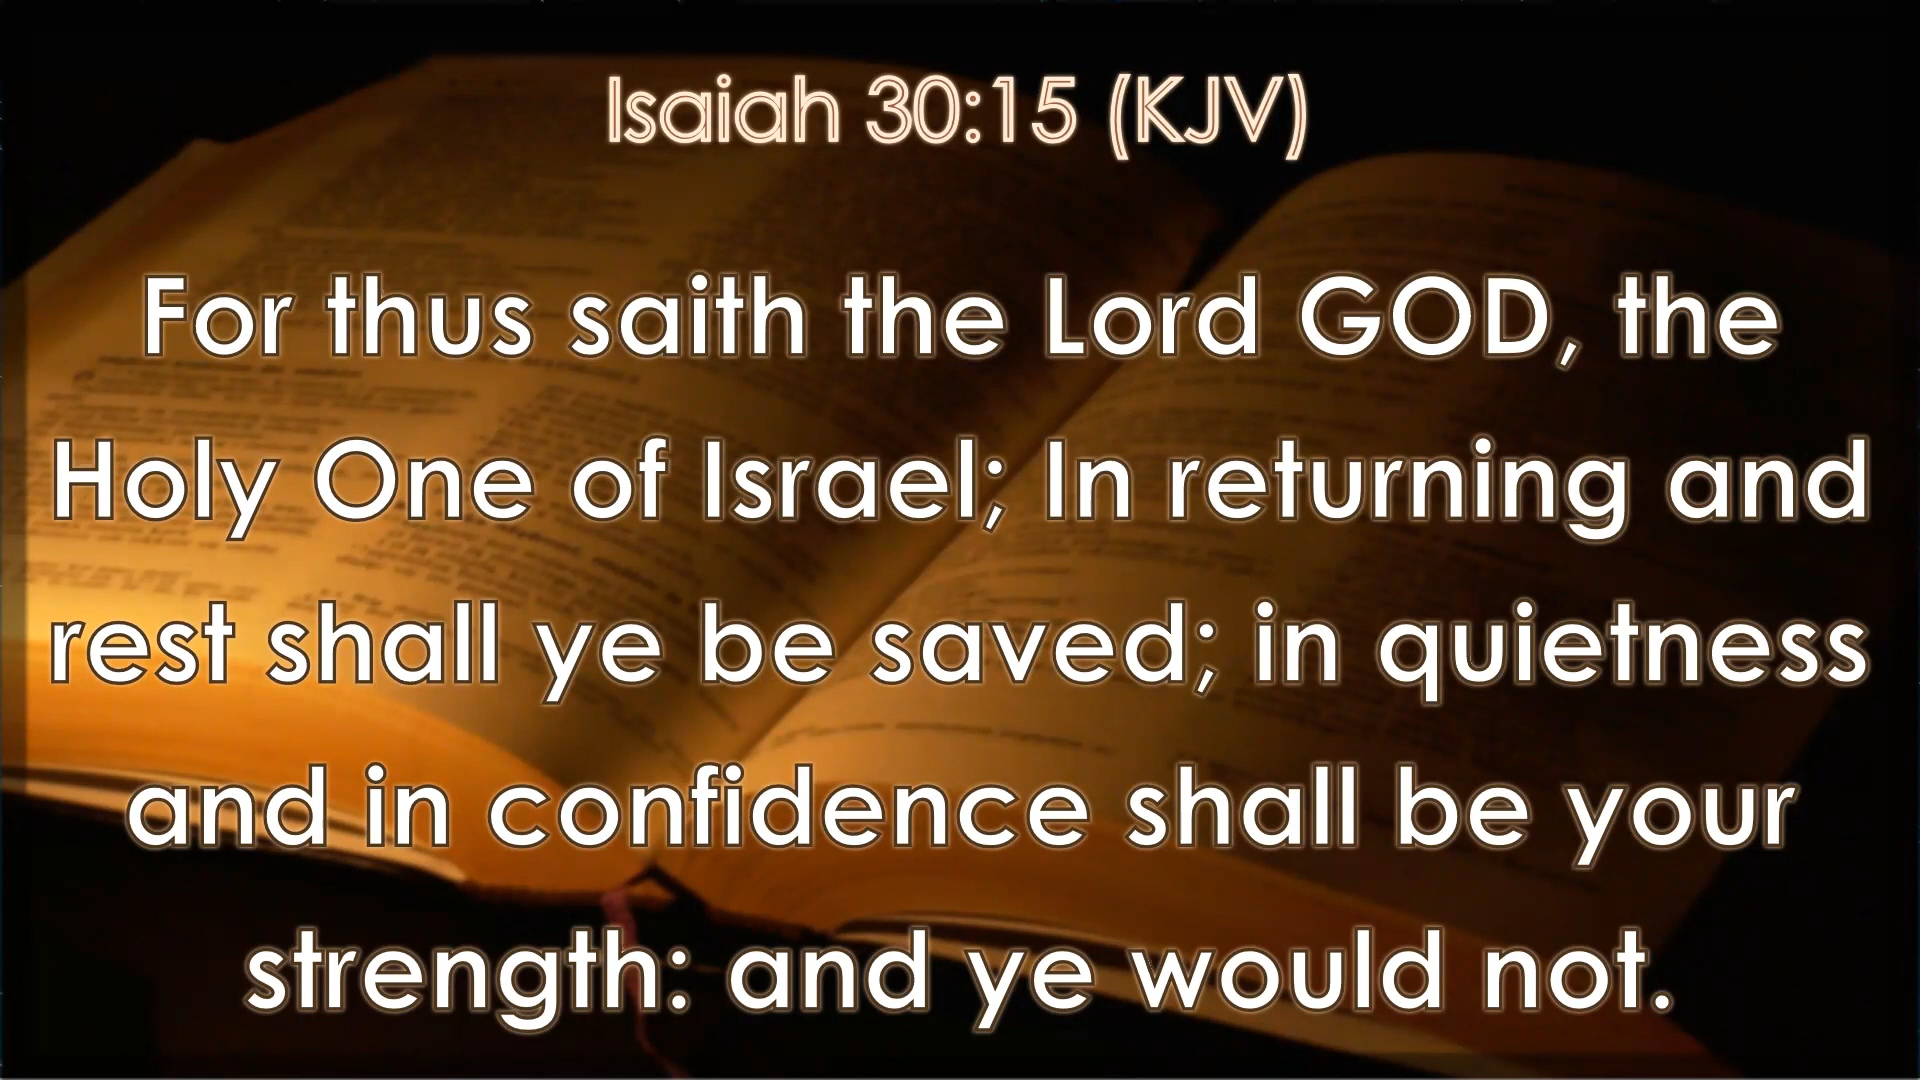 Isaiah 30:15 (KJV)
For thus saith the Lord GOD, the
Holy One of Israel; In returning and
rest shall ye be saved; in quietness
and in confidence shall be your
strength: and ye would not.